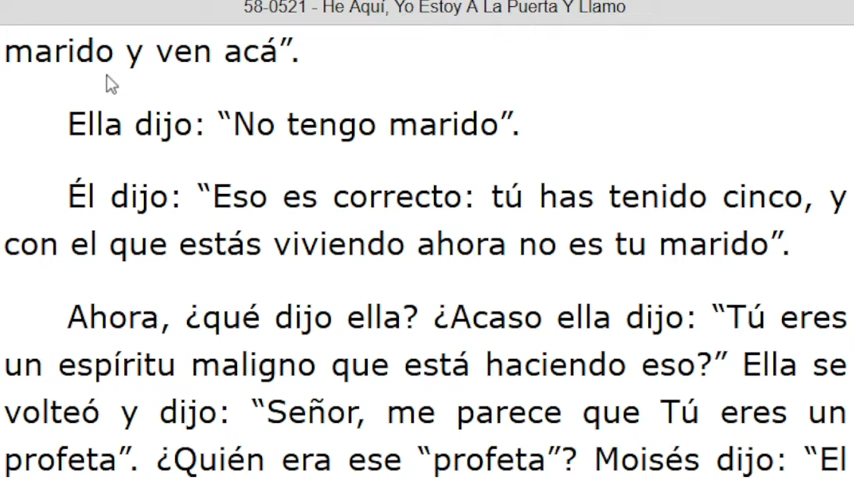 58-0521 - He Aquí, Yo Estoy A La Puerta Y Llamo
marido y ven acá”.
Ella dijo: “No tengo marido”.
Él dijo: “Eso es correcto: tú has tenido cinco, y
con el que estás viviendo ahora no es tu marido”.
Ahora, ¿qué dijo ella? ¿Acaso ella dijo: “Tú eres
un espíritu maligno que está haciendo eso?” Ella se
volteó y dijo: “Señor, me parece que Tú eres un
profeta”. ¿Quién era ese “profeta”? Moisés dijo: “El